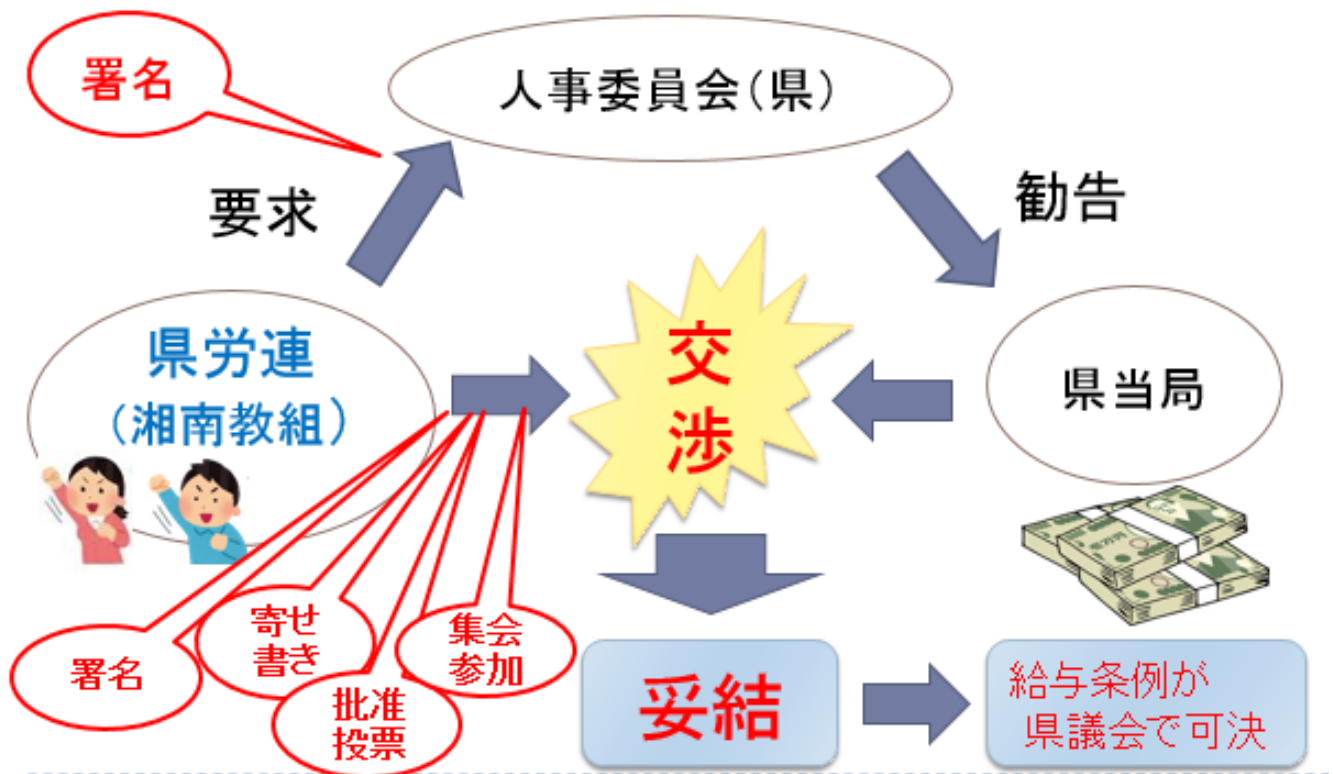 署名
人事委員会（県）
要求
勧告
県労連
（湘南教組）
交
渉
県当局
署名
寄せ
書き
批准
投票
集会
参加
妥結
給与条例が
県議会で可決